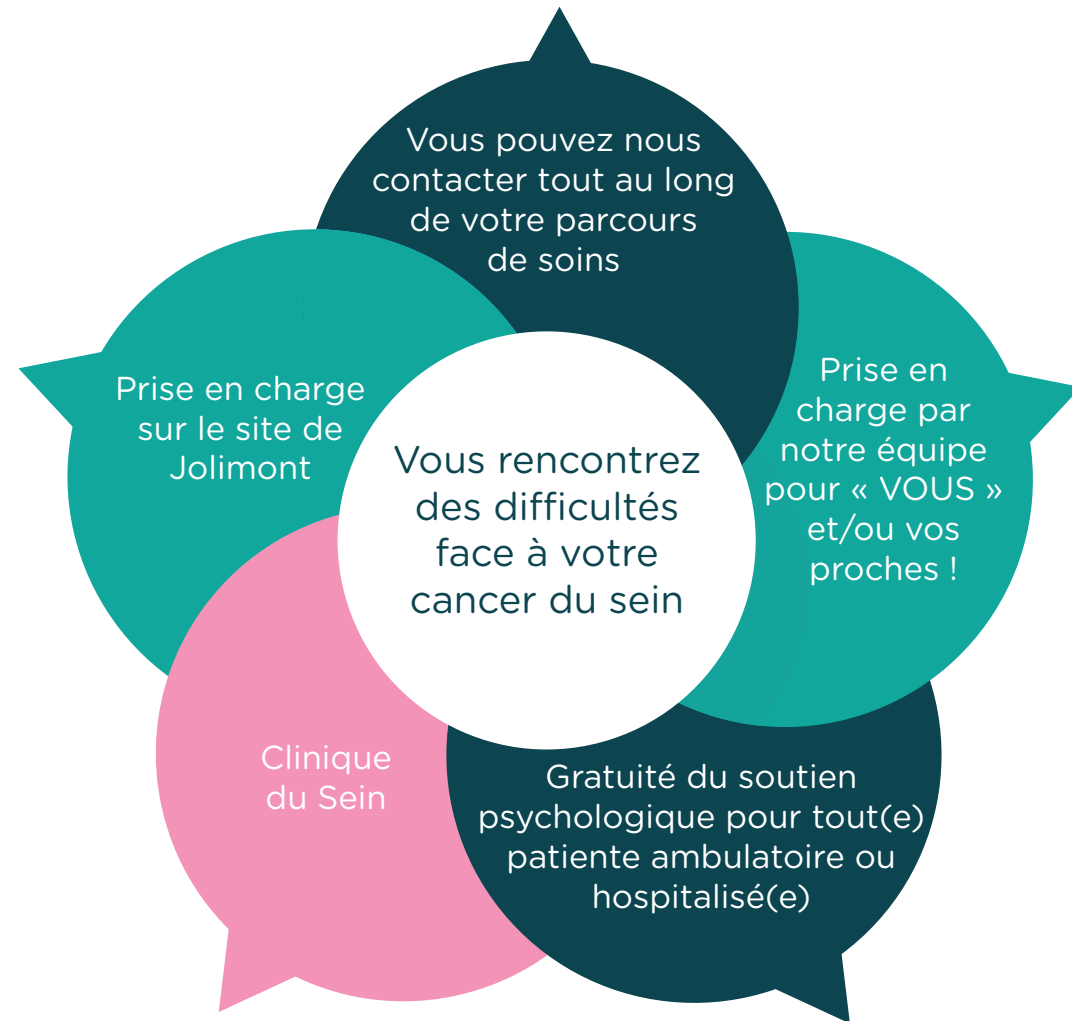 Vous pouvez nous
contacter tout au long
de votre parcours
de soins
Prise en
charge par
notre équipe
pour « VOUS »
et/ou vos
proches !
Prise en charge
sur le site de
Jolimont
Vous rencontrez
des difficultés
face à votre
cancer du sein
Clinique
du Sein
Gratuité du soutien
psychologique pour tout(e)
patiente ambulatoire ou
hospitalisé(e)